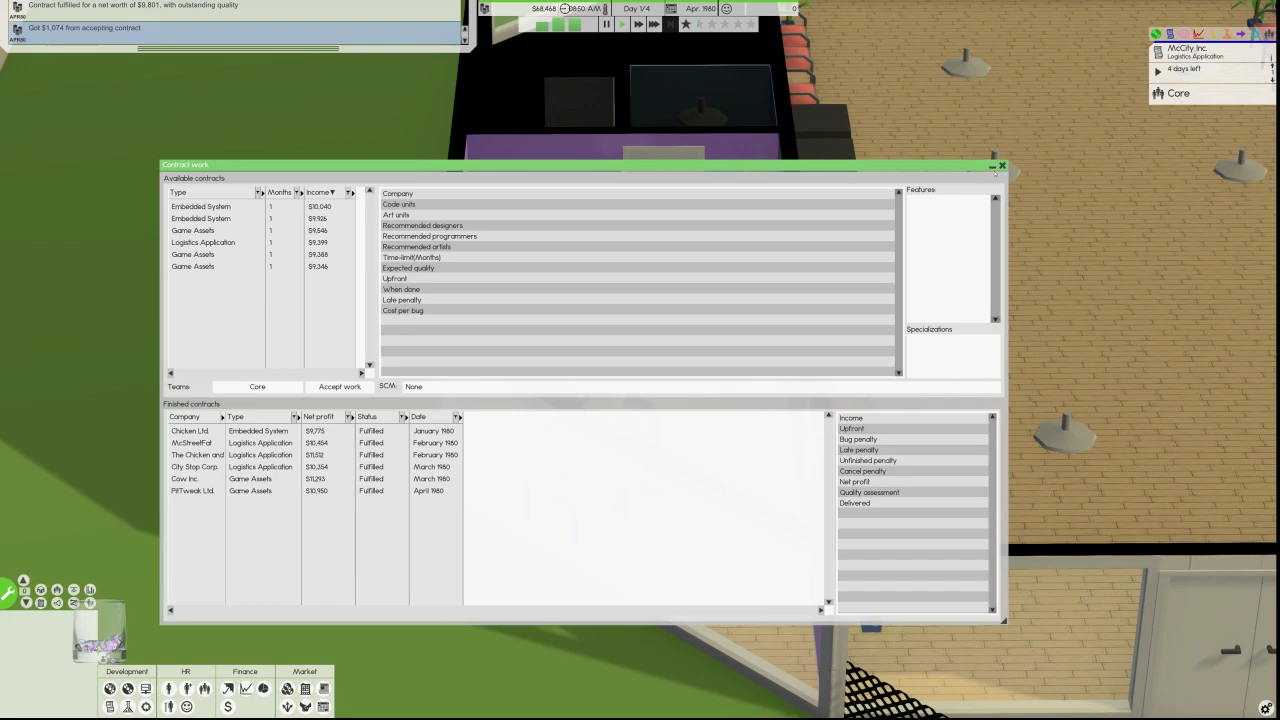 Contract fulfilled for a net worth of $9,801, with outstanding quality
APR80
Got $1,074 from accepting contract
APR80
$68,468
08:50 AM
Day 1/4
Apr. 1980
0
McCity Inc.
Logistics Application
4 days left
Core
Contract work
Available contracts
Type Months Income
Embedded System 1 $10,040
Embedded System 1 $9,926
Game Assets 1 $9,546
Logistics Application 1 $9,399
Game Assets 1 $9,388
Game Assets 1 $9,346
Company
Code units
Art units
Recommended designers
Recommended programmers
Recommended artists
Time-limit(Months)
Expected quality
Upfront
When done
Late penalty
Cost per bug
Features
Specializations
Teams: Core Accept work SCM: None
Finished contracts
Company Type Net profit Status Date
Chicken Ltd. Embedded System $9,775 Fulfilled January 1980
McStreetFat Logistics Application $10,454 Fulfilled February 1980
The Chicken and Logistics Application $11,512 Fulfilled February 1980
City Stop Corp. Logistics Application $10,354 Fulfilled March 1980
Cow Inc. Game Assets $11,293 Fulfilled March 1980
PifTweak Ltd. Game Assets $10,950 Fulfilled April 1980
Income
Upfront
Bug penalty
Late penalty
Unfinished penalty
Cancel penalty
Net profit
Quality assessment
Delivered
0
Development HR Finance Market